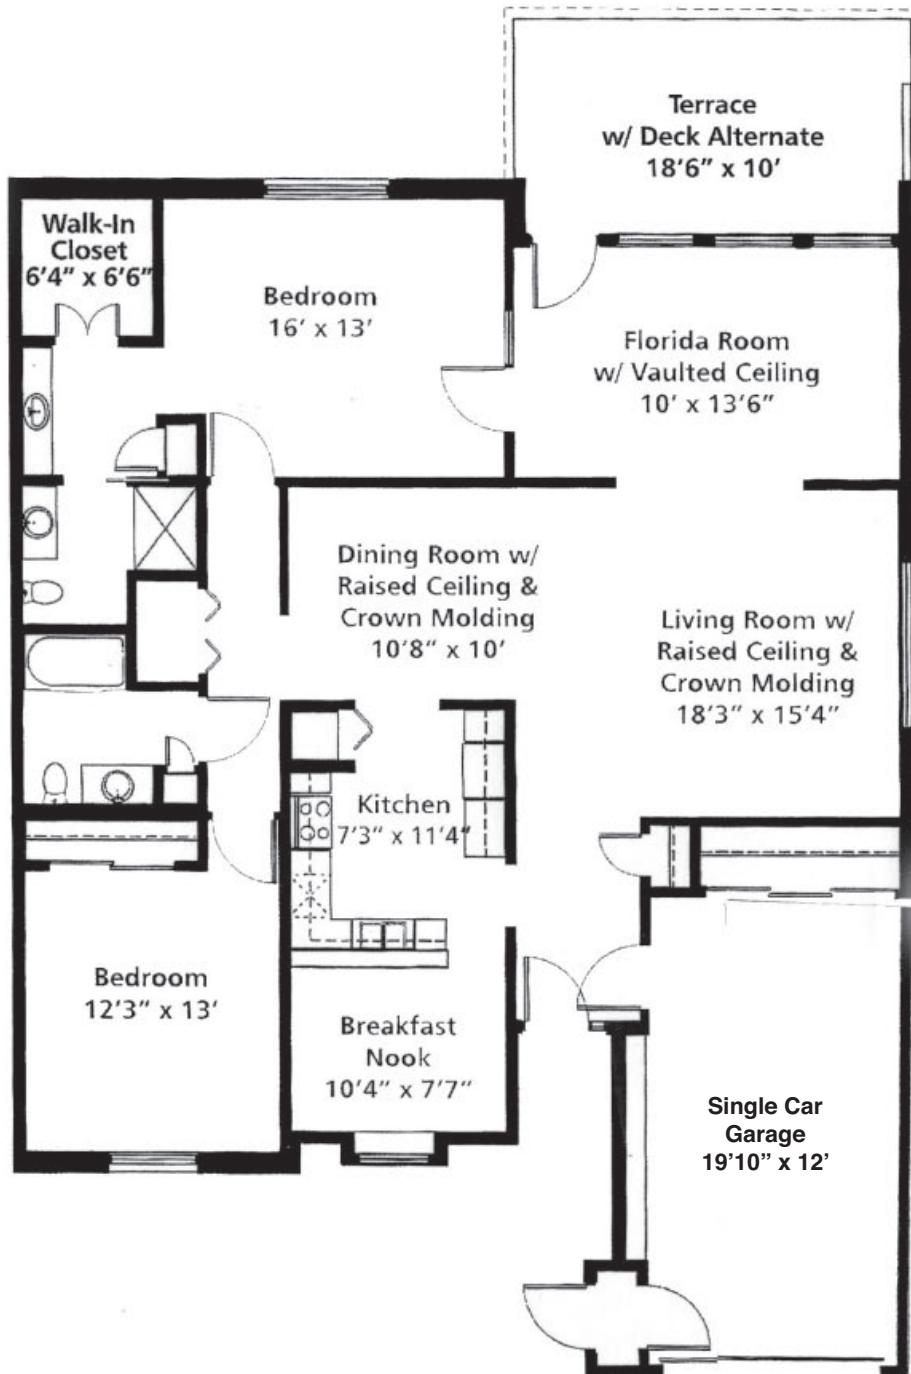 Terrace
w/ Deck Alternate
18'6” x 10'
Walk-In
Closet
6'4” x 6'6”
Bedroom
16' x 13'
Florida Room
w/ Vaulted Ceiling
10' x 13'6”
Dining Room w/
Raised Ceiling &
Crown Molding
10'8” x 10'
Living Room w/
Raised Ceiling &
Crown Molding
18'3” x 15'4”
Kitchen
7'3” x 11'4”
Bedroom
12'3” x 13'
Breakfast
Nook
10'4” x 7'7”
Single Car
Garage
19’10” x 12’